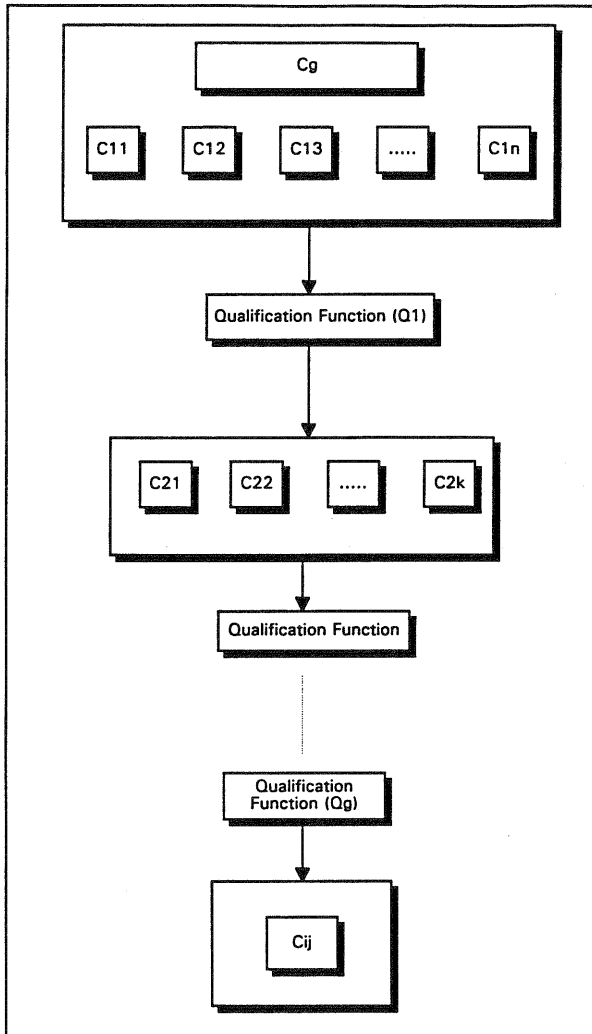 Cg
C11 C12 C13 ..... C1n
Qualification Function (Q1)
C21 C22 ..... C2k
Qualification Function
Qualification
Function (Qg)
Cij